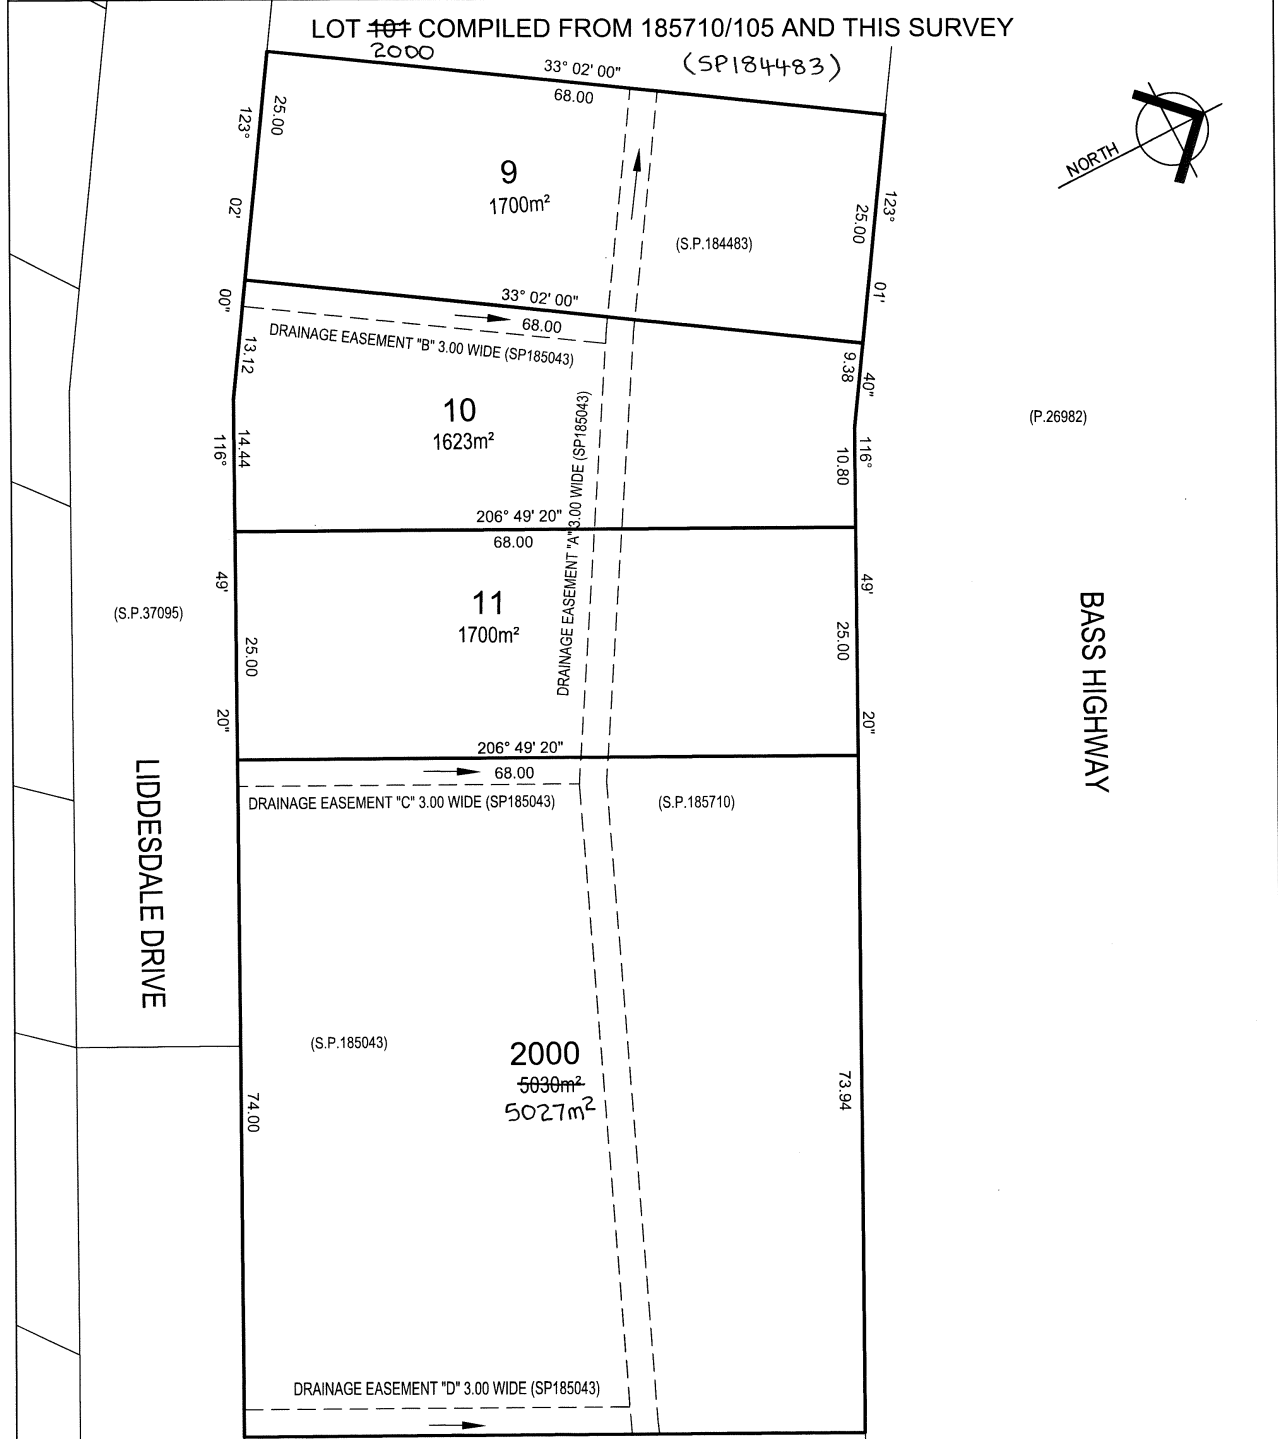 LOT 101 COMPILED FROM 185710/105 AND THIS SURVEY
2000
(SP184483)
33° 02' 00"
68.00
25.00
123°
02'
00"
9
1700m²
(S.P.184483)
123°
25.00
01'
40"
NORTH
33° 02' 00"
68.00
DRAINAGE EASEMENT "B" 3.00 WIDE (SP185043)
13.12
9.38
10
1623m²
14.44
116°
116°
10.80
(P.26982)
DRAINAGE EASEMENT "A" 3.00 WIDE (SP185043)
206° 49' 20"
68.00
49'
49'
11
1700m²
(S.P.37095)
25.00
25.00
20"
20"
BASS HIGHWAY
206° 49' 20"
68.00
DRAINAGE EASEMENT "C" 3.00 WIDE (SP185043)
(S.P.185710)
LIDDESDALE DRIVE
(S.P.185043)
2000
5030m²
5027m²
74.00
73.94
DRAINAGE EASEMENT "D" 3.00 WIDE (SP185043)